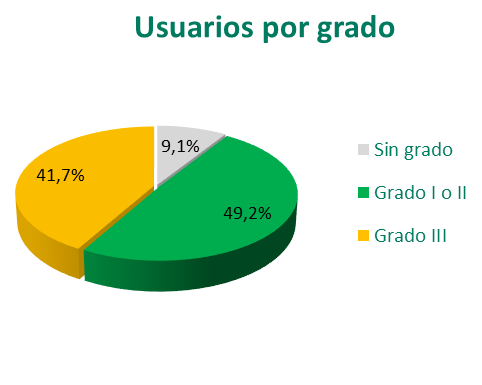 Usuarios por grado
9,1%
41,7%
49,2%
Sin grado
Grado I o II
Grado III